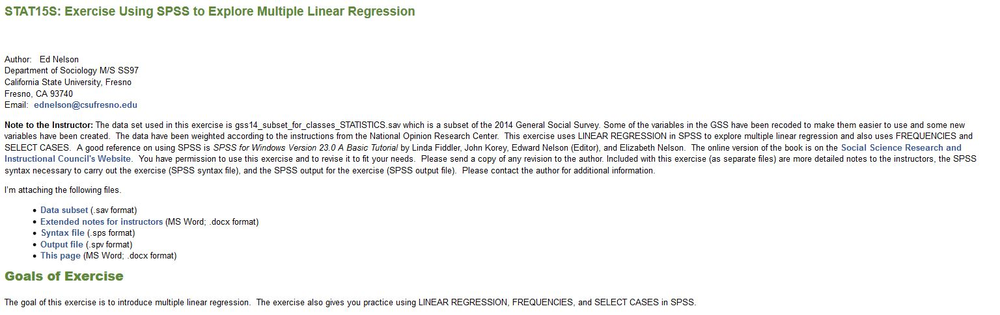 STAT15S: Exercise Using SPSS to Explore Multiple Linear Regression
Author:   Ed Nelson
Department of Sociology M/S SS97
California State University, Fresno
Fresno, CA 93740
Email:  ednelson@csufresno.edu
Note to the Instructor: The data set used in this exercise is gss14_subset_for_classes_STATISTICS.sav which is a subset of the 2014 General Social Survey. Some of the variables in the GSS have been recoded to make them easier to use and some new
variables have been created.  The data have been weighted according to the instructions from the National Opinion Research Center.  This exercise uses LINEAR REGRESSION in SPSS to explore multiple linear regression and also uses FREQUENCIES and
SELECT CASES.  A good reference on using SPSS is SPSS for Windows Version 23.0 A Basic Tutorial by Linda Fiddler, John Korey, Edward Nelson (Editor), and Elizabeth Nelson.  The online version of the book is on the Social Science Research and
Instructional Council's Website.  You have permission to use this exercise and to revise it to fit your needs.  Please send a copy of any revision to the author. Included with this exercise (as separate files) are more detailed notes to the instructors, the SPSS
syntax necessary to carry out the exercise (SPSS syntax file), and the SPSS output for the exercise (SPSS output file).  Please contact the author for additional information.
I'm attaching the following files.
• Data subset (.sav format)
• Extended notes for instructors (MS Word; .docx format)
• Syntax file (.sps format)
• Output file (.spv format)
• This page (MS Word; .docx format)
Goals of Exercise
The goal of this exercise is to introduce multiple linear regression.  The exercise also gives you practice using LINEAR REGRESSION, FREQUENCIES, and SELECT CASES in SPSS.